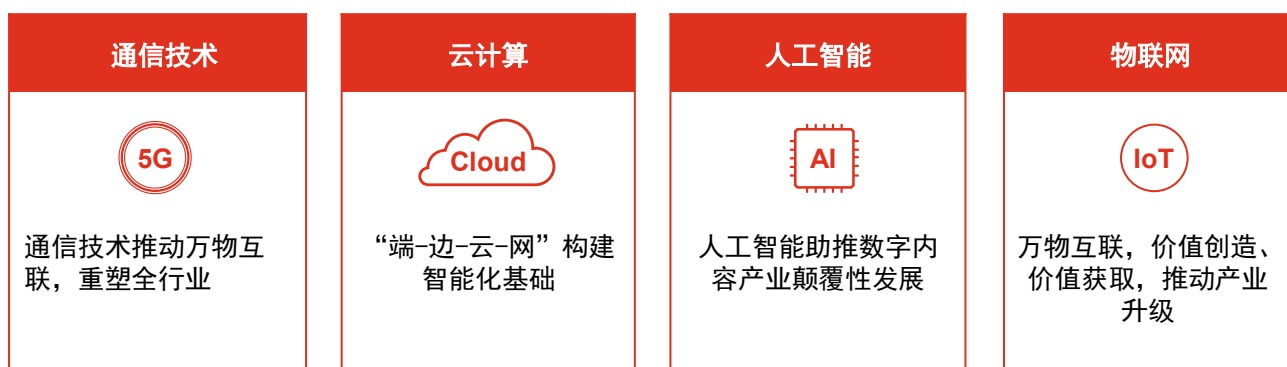 通信技术
5G
通信技术推动万物互
联，重塑全行业
云计算
Cloud
“端-边-云-网”构建
智能化基础
人工智能
AI
人工智能助推数字内
容产业颠覆性发展
物联网
IoT
万物互联，价值创造、
价值获取，推动产业
升级